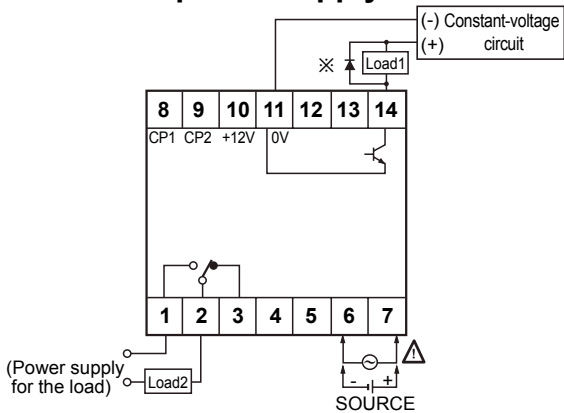 (-) Constant-voltage
(+) circuit
※ Load1
8 9 10 11 12 13 14
CP1 CP2 +12V 0V
1 2 3 4 5 6 7
(Power supply
for the load)
Load2
- +
SOURCE